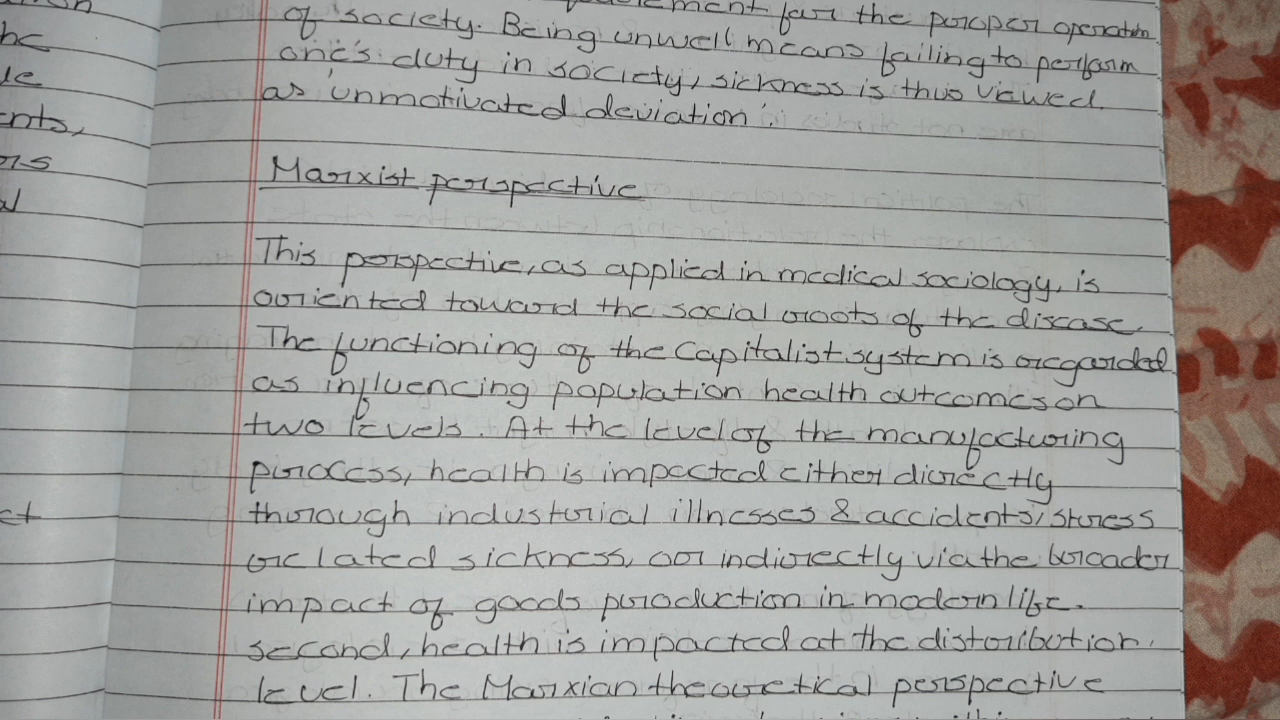 for the proper operation
of society. Being unwell means failing to perform
one's duty in society, sickness is thus viewed
as 'unmotivated deviation'.
Marxist perspective
This perspective, as applied in medical sociology, is
oriented toward the social roots of the disease.
The functioning of the Capitalist system is regarded
as influencing population health outcomes on
two levels. At the level of the manufacturing
process, health is impacted either directly
through industrial illnesses & accidents, stress
related sickness, or indirectly via the broader
impact of goods production in modern life.
Second, health is impacted at the distribution
level. The Marxian theoretical perspective